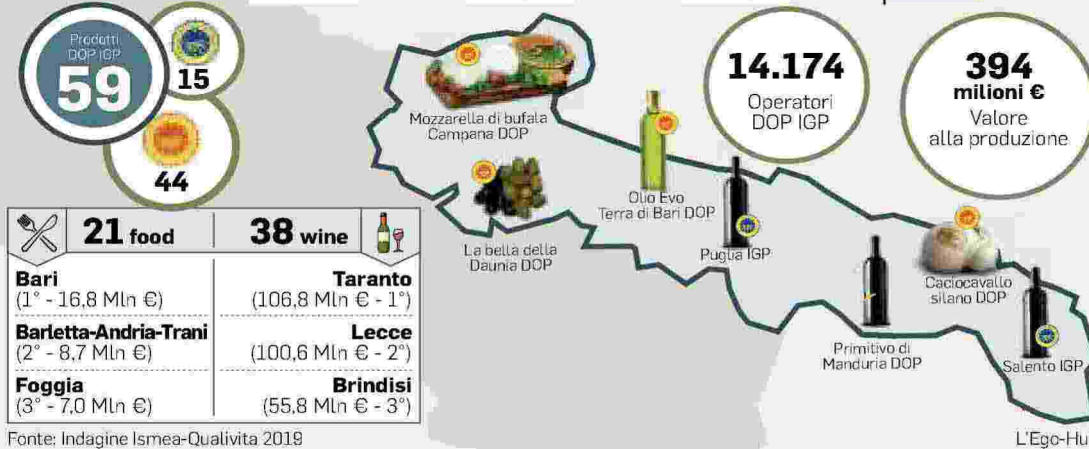 Prodotti
DOP IGP
59
15
44
21 food
38 wine
Bari
(1° - 16,8 Mln €)
Barletta-Andria-Trani
(2° - 8,7 Mln €)
Foggia
(3° - 7,0 Mln €)
Taranto
(106,8 Mln € - 1°)
Lecce
(100,6 Mln € - 2°)
Brindisi
(55,8 Mln € - 3°)
Mozzarella di bufala
Campana DOP
La bella della
Daunia DOP
Olio Evo
Terra di Bari DOP
Puglia IGP
Primitivo di
Manduria DOP
Caciocavallo
silano DOP
Salento IGP
14.174
Operatori
DOP IGP
394
milioni €
Valore
alla produzione
Fonte: Indagine Ismea-Qualivita 2019
L'Ego-Hu